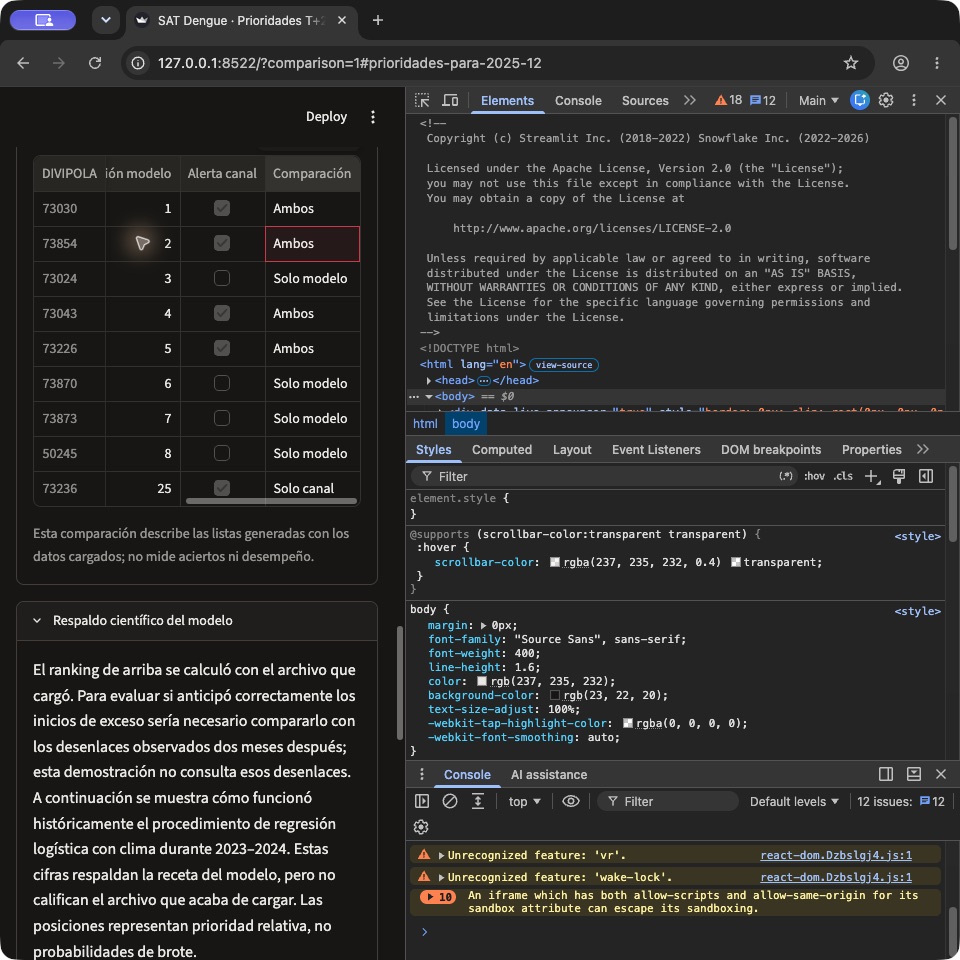 SAT Dengue · Prioridades T+
127.0.0.1:8522/?comparison=1#prioridades-para-2025-12
Deploy
DIVIPOLA ión modelo Alerta canal Comparación
73030 1 Ambos
73854 2 Ambos
73024 3 Solo modelo
73043 4 Ambos
73226 5 Ambos
73870 6 Solo modelo
73873 7 Solo modelo
50245 8 Solo modelo
73236 25 Solo canal
Esta comparación describe las listas generadas con los
datos cargados; no mide aciertos ni desempeño.
Respaldo científico del modelo
El ranking de arriba se calculó con el archivo que
cargó. Para evaluar si anticipó correctamente los
inicios de exceso sería necesario compararlo con
los desenlaces observados dos meses después;
esta demostración no consulta esos desenlaces.
A continuación se muestra cómo funcionó
históricamente el procedimiento de regresión
logística con clima durante 2023–2024. Estas
cifras respaldan la receta del modelo, pero no
califican el archivo que acaba de cargar. Las
posiciones representan prioridad relativa, no
probabilidades de brote.
Elements Console Sources 18 12 Main
<!--
Copyright (c) Streamlit Inc. (2018-2022) Snowflake Inc. (2022-2026)
Licensed under the Apache License, Version 2.0 (the "License");
you may not use this file except in compliance with the License.
You may obtain a copy of the License at
http://www.apache.org/licenses/LICENSE-2.0
Unless required by applicable law or agreed to in writing, software
distributed under the License is distributed on an "AS IS" BASIS,
WITHOUT WARRANTIES OR CONDITIONS OF ANY KIND, either express or implied.
See the License for the specific language governing permissions and
limitations under the License.
-->
<!DOCTYPE html>
<html lang="en"> view-source
<head> ··· </head>
··· <body> == $0
html body
Styles Computed Layout Event Listeners DOM breakpoints Properties
Filter (.*) :hov .cls
element.style {
}
@supports (scrollbar-color:transparent transparent) { <style>
:hover {
scrollbar-color: rgba(237, 235, 232, 0.4) transparent;
}
}
body { <style>
margin: 0px;
font-family: "Source Sans", sans-serif;
font-weight: 400;
line-height: 1.6;
color: rgb(237, 235, 232);
background-color: rgb(23, 22, 20);
text-size-adjust: 100%;
-webkit-tap-highlight-color: rgba(0, 0, 0, 0);
-webkit-font-smoothing: auto;
}
Console AI assistance
top Filter Default levels 12 issues: 12
Unrecognized feature: 'vr'. react-dom.Dzbslgj4.js:1
Unrecognized feature: 'wake-lock'. react-dom.Dzbslgj4.js:1
10 An iframe which has both allow-scripts and allow-same-origin for its
sandbox attribute can escape its sandboxing.